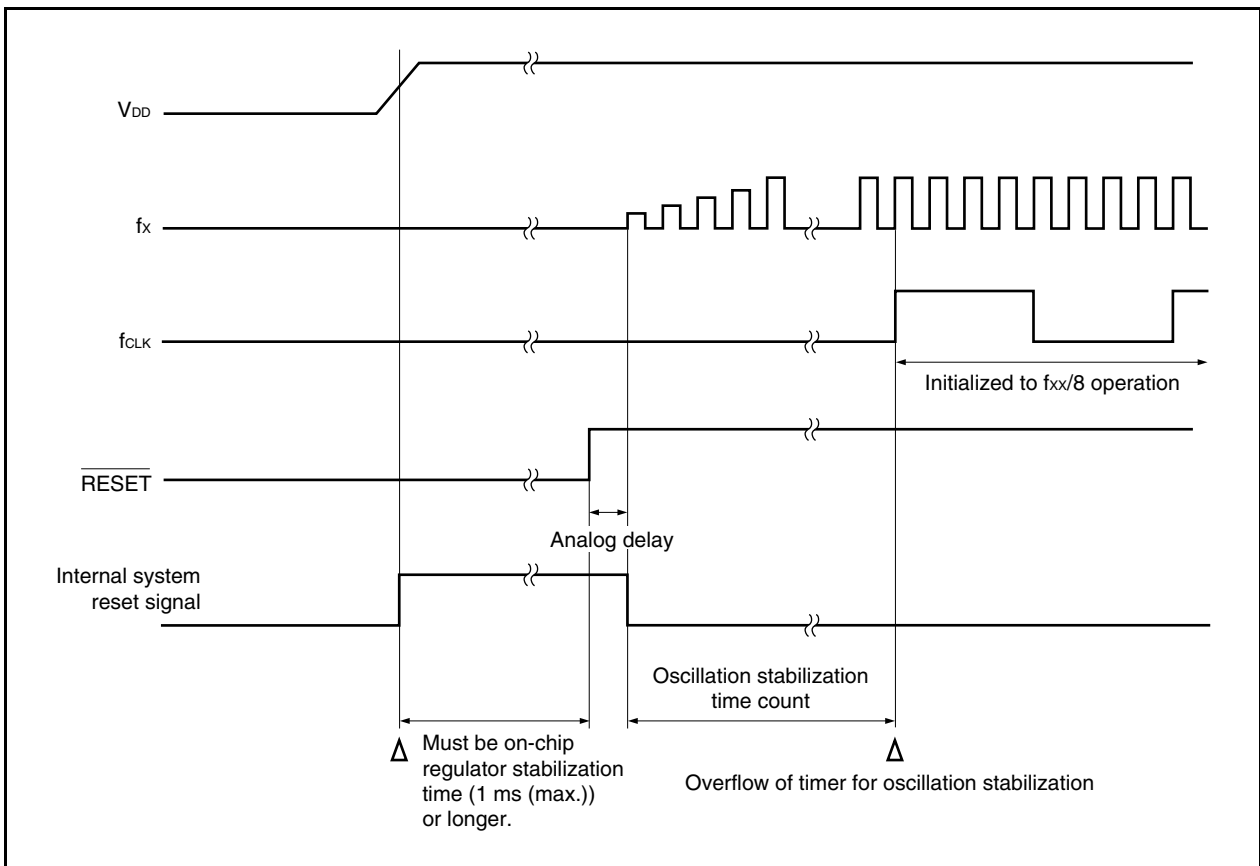 VDD
fX
fCLK
Initialized to fxx/8 operation
RESET
Analog delay
Internal system
reset signal
Oscillation stabilization
time count
Must be on-chip
regulator stabilization
time (1 ms (max.))
or longer.
Overflow of timer for oscillation stabilization